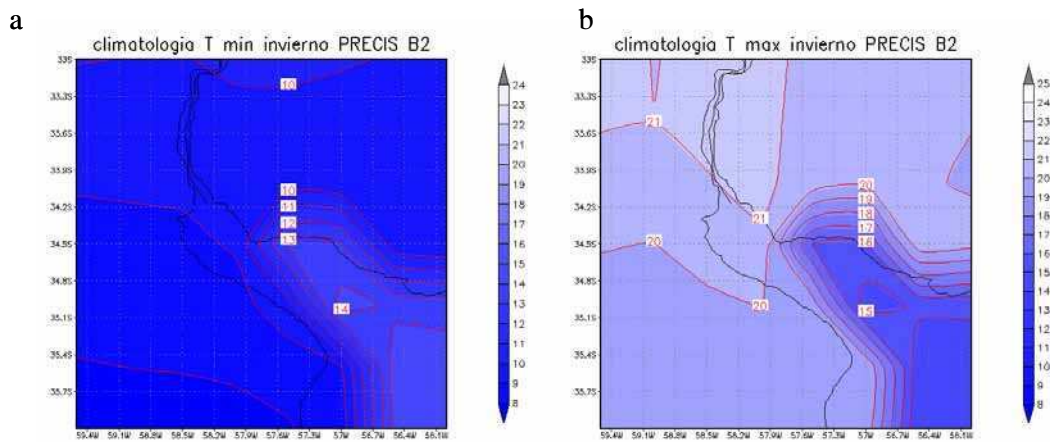 a
climatologia T min invierno PRECIS B2
33S
33.3S
33.6S
33.9S
34.2S
34.5S
34.8S
35.1S
35.4S
35.7S
59.4W 59.1W 58.8W 58.5W 58.2W 57.9W 57.6W 57.3W 57W 56.7W 56.4W 56.1W
10
10
11
12
13
14
24
23
22
20
19
18
17
16
15
14
13
12
11
10
9
8
b
climatologia T max invierno PRECIS B2
33S
33.3S
33.6S
33.9S
34.2S
34.5S
34.8S
35.1S
35.4S
35.7S
59.4W 59.1W 58.8W 58.5W 58.2W 57.9W 57.6W 57.3W 57W 56.7W 56.4W 56.1W
21
21
20
20
20
19
18
17
16
15
25
24
23
22
20
19
18
17
16
15
14
13
12
10
9
8